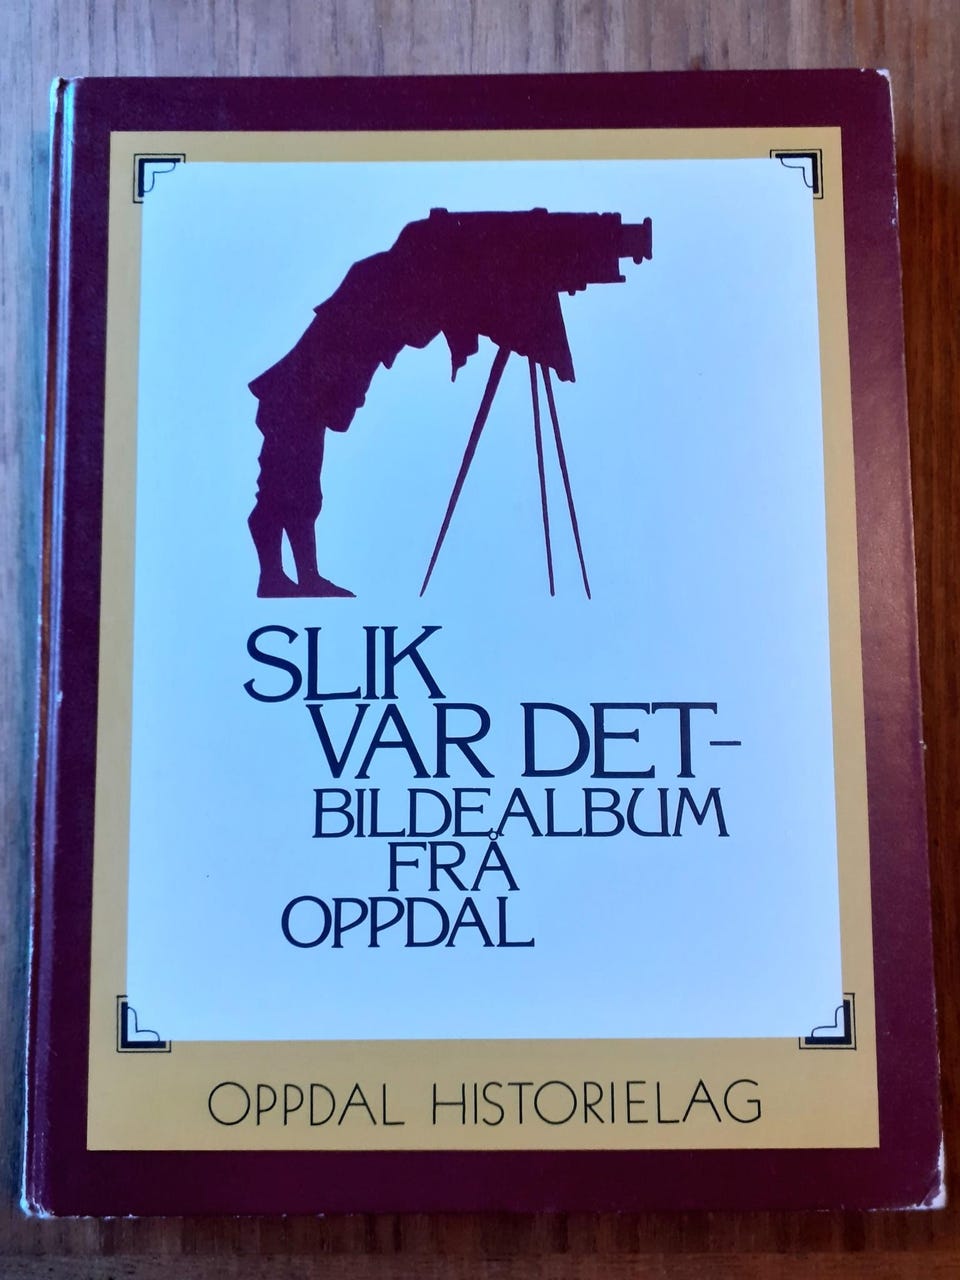 SLIK
VAR DET-
BILDEALBUM
FRÅ
OPPDAL
OPPDAL HISTORIELAG